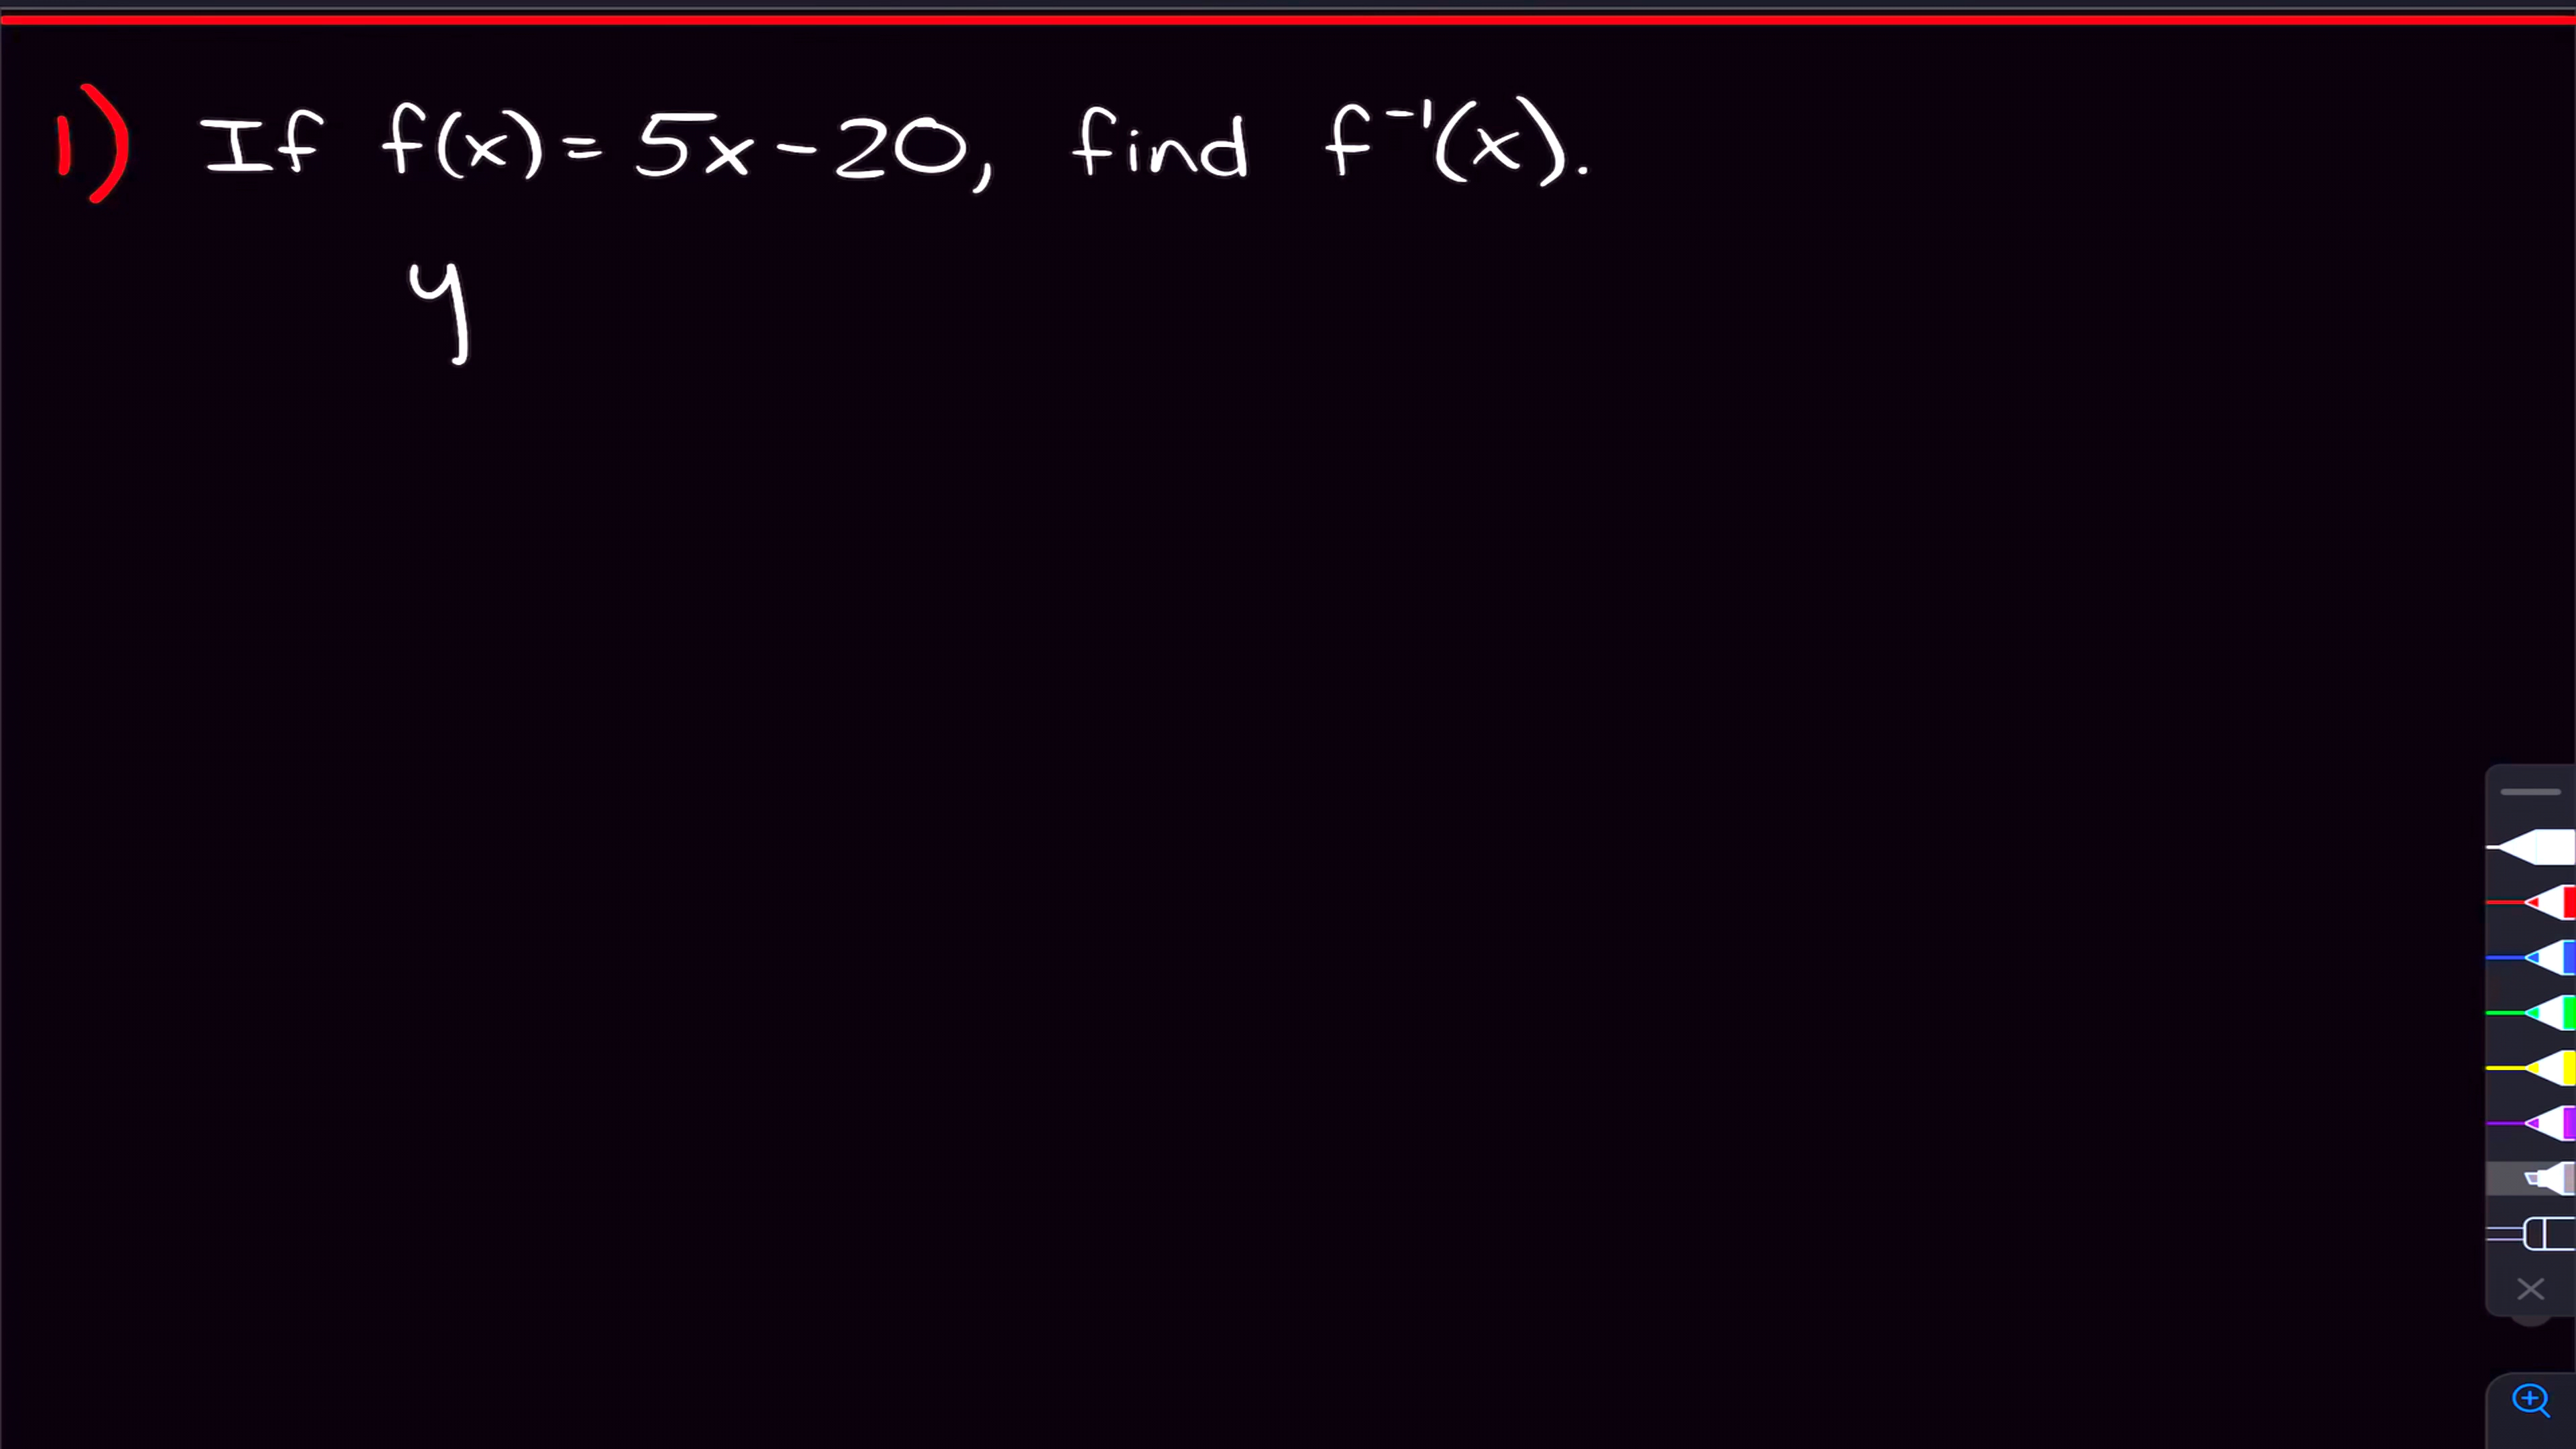 1) If f(x) = 5x - 20, find f⁻¹(x).
y